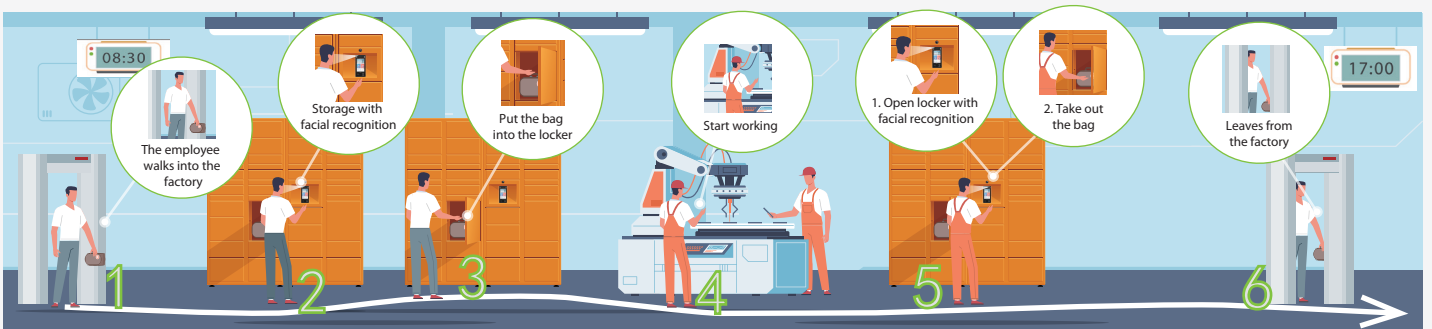 08:30
The employee
walks into the
factory
1
Storage with
facial recognition
2
Put the bag
into the locker
3
Start working
4
1. Open locker with
facial recognition
2. Take out
the bag
5
Leaves from
the factory
6
17:00